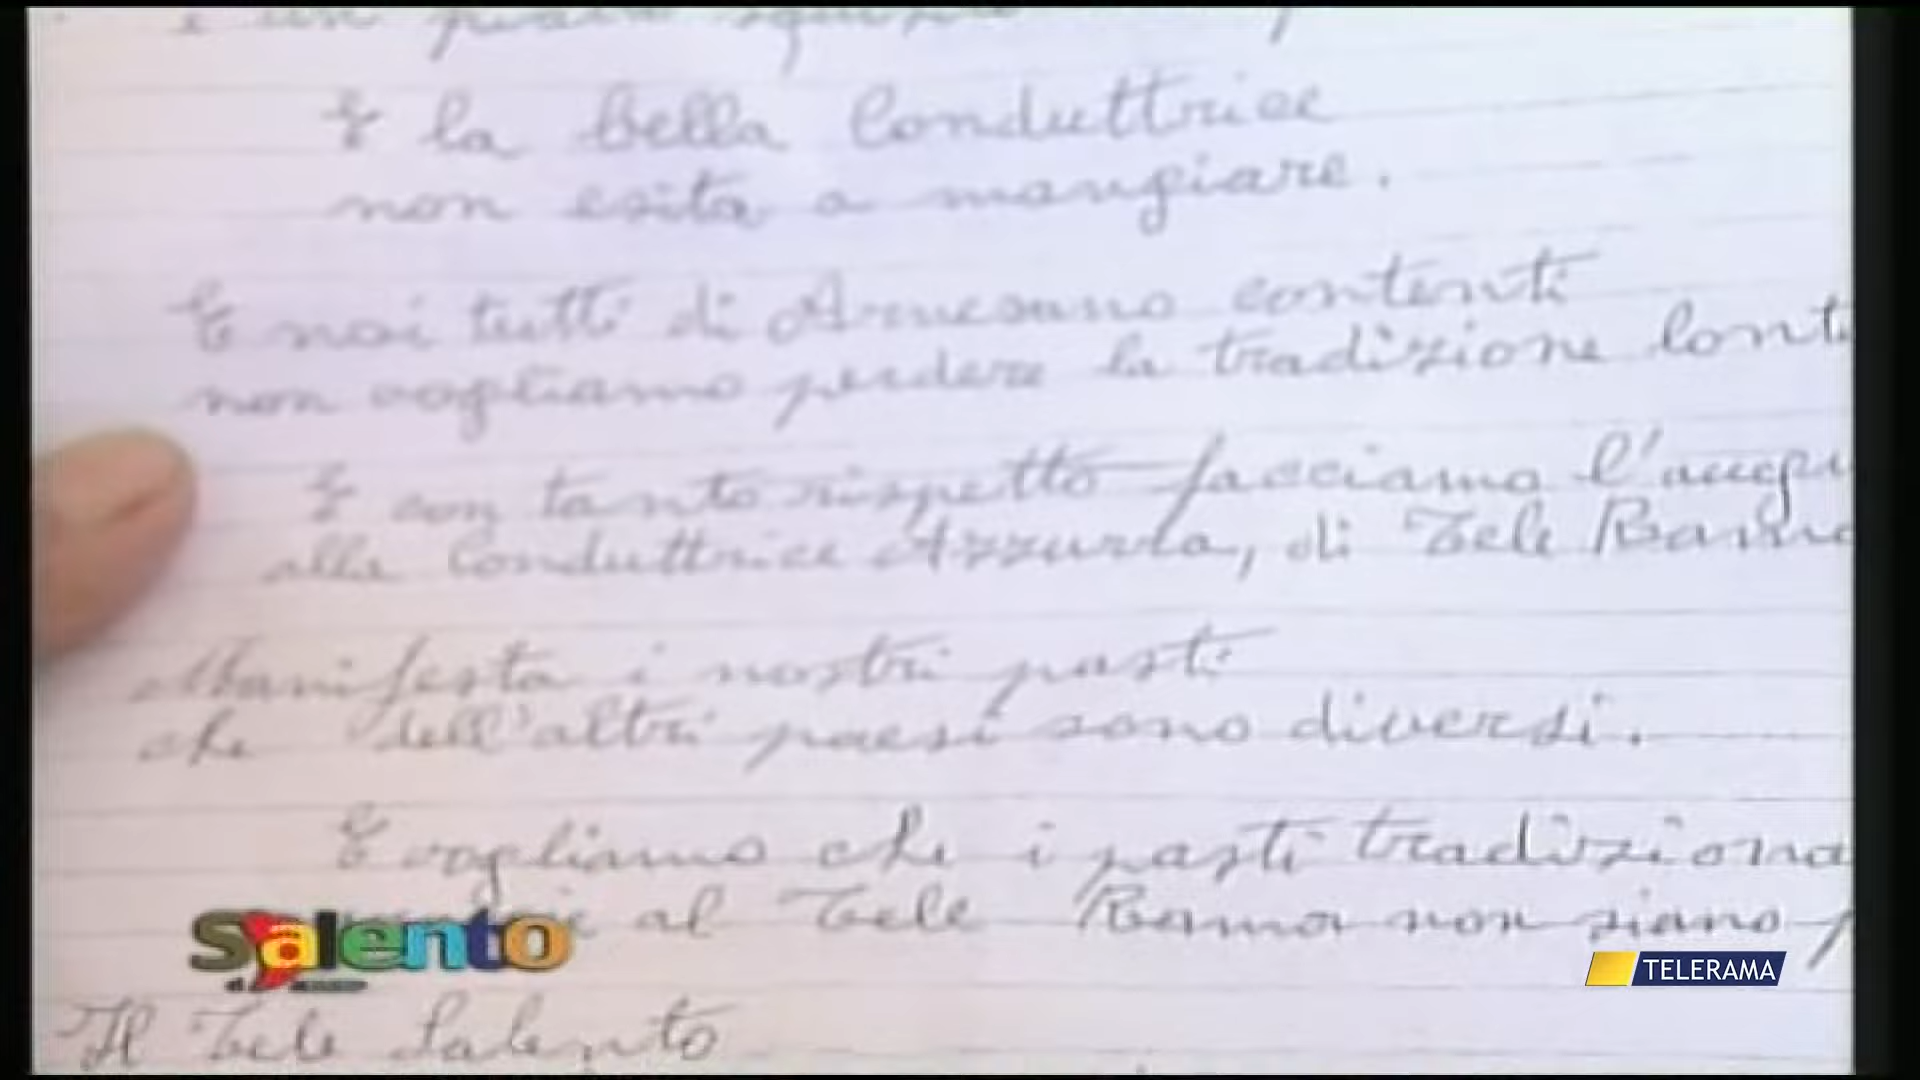 E la bella Conduttrice
non esita a mangiare.
E noi tutti di Arnesano contenti
non vogliamo perdere la tradizione
E con tanto rispetto facciamo l'augu
alla Conduttrice Azzurra, di Tele Rama
Manifesta i nostri pasti
che dell'altri paesi sono diversi.
E vogliamo che i pasti tradiziona
al Tele Rama non siano
Salento
TELERAMA
Il Tele Salento